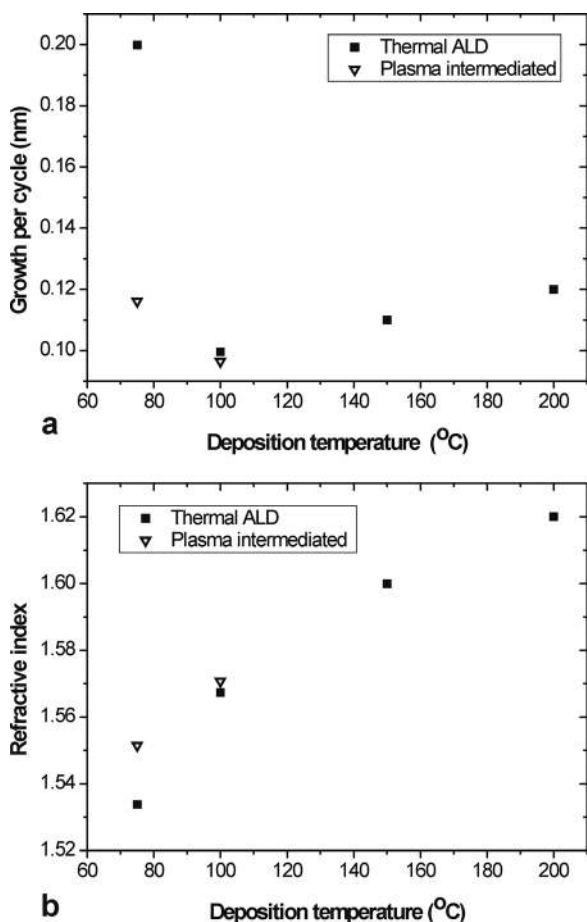 0.20
0.18
0.16
0.14
0.12
0.10
Growth per cycle (nm)
Thermal ALD
Plasma intermediated
60 80 100 120 140 160 180 200
a
Deposition temperature (°C)
1.62
1.60
1.58
1.56
1.54
1.52
Refractive index
Thermal ALD
Plasma intermediated
60 80 100 120 140 160 180 200
b
Deposition temperature (°C)